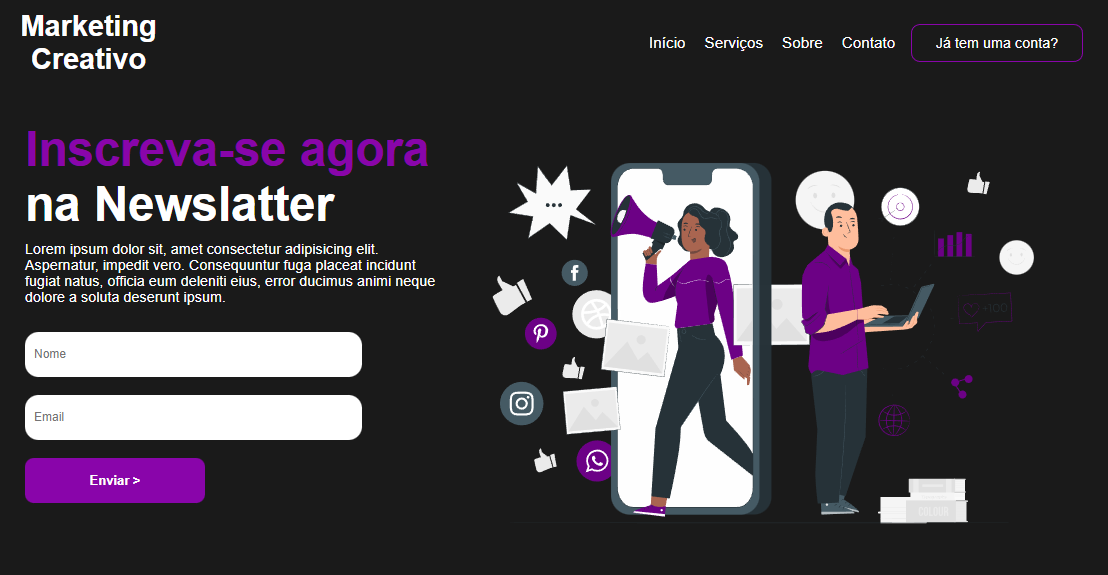 Marketing
Creativo
Início Serviços Sobre Contato Já tem uma conta?
Inscreva-se agora
na Newslatter
Lorem ipsum dolor sit, amet consectetur adipisicing elit.
Aspernatur, impedit vero. Consequuntur fuga placeat incidunt
fugiat natus, officia eum deleniti eius, error ducimus animi neque
dolore a soluta deserunt ipsum.
Nome
Email
Enviar >
+100
COLOUR